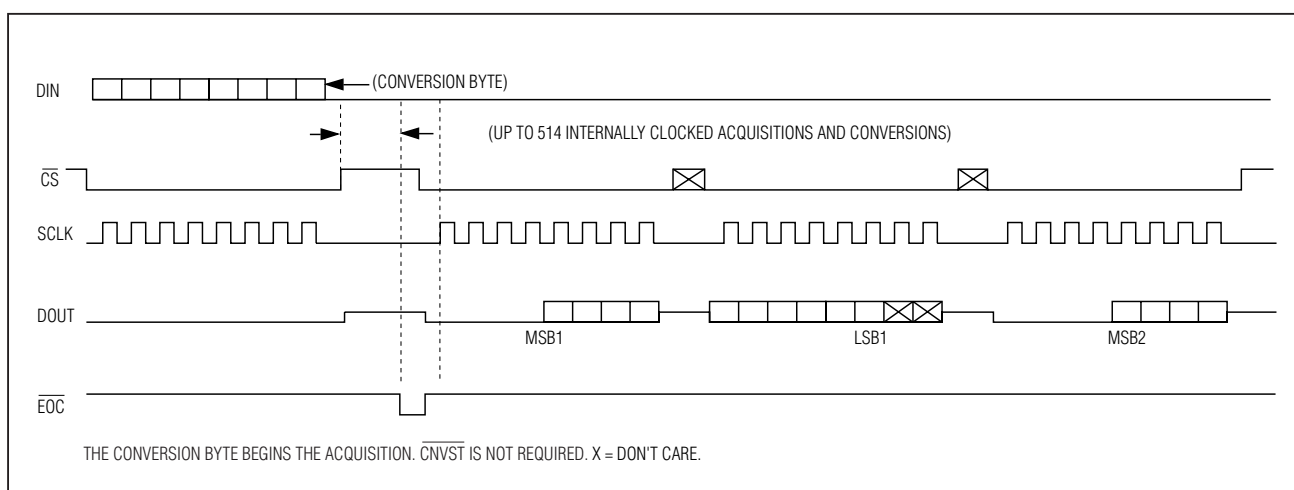 DIN
(CONVERSION BYTE)
(UP TO 514 INTERNALLY CLOCKED ACQUISITIONS AND CONVERSIONS)
CS
SCLK
DOUT
MSB1
LSB1
MSB2
EOC
THE CONVERSION BYTE BEGINS THE ACQUISITION. CNVST IS NOT REQUIRED. X = DON'T CARE.